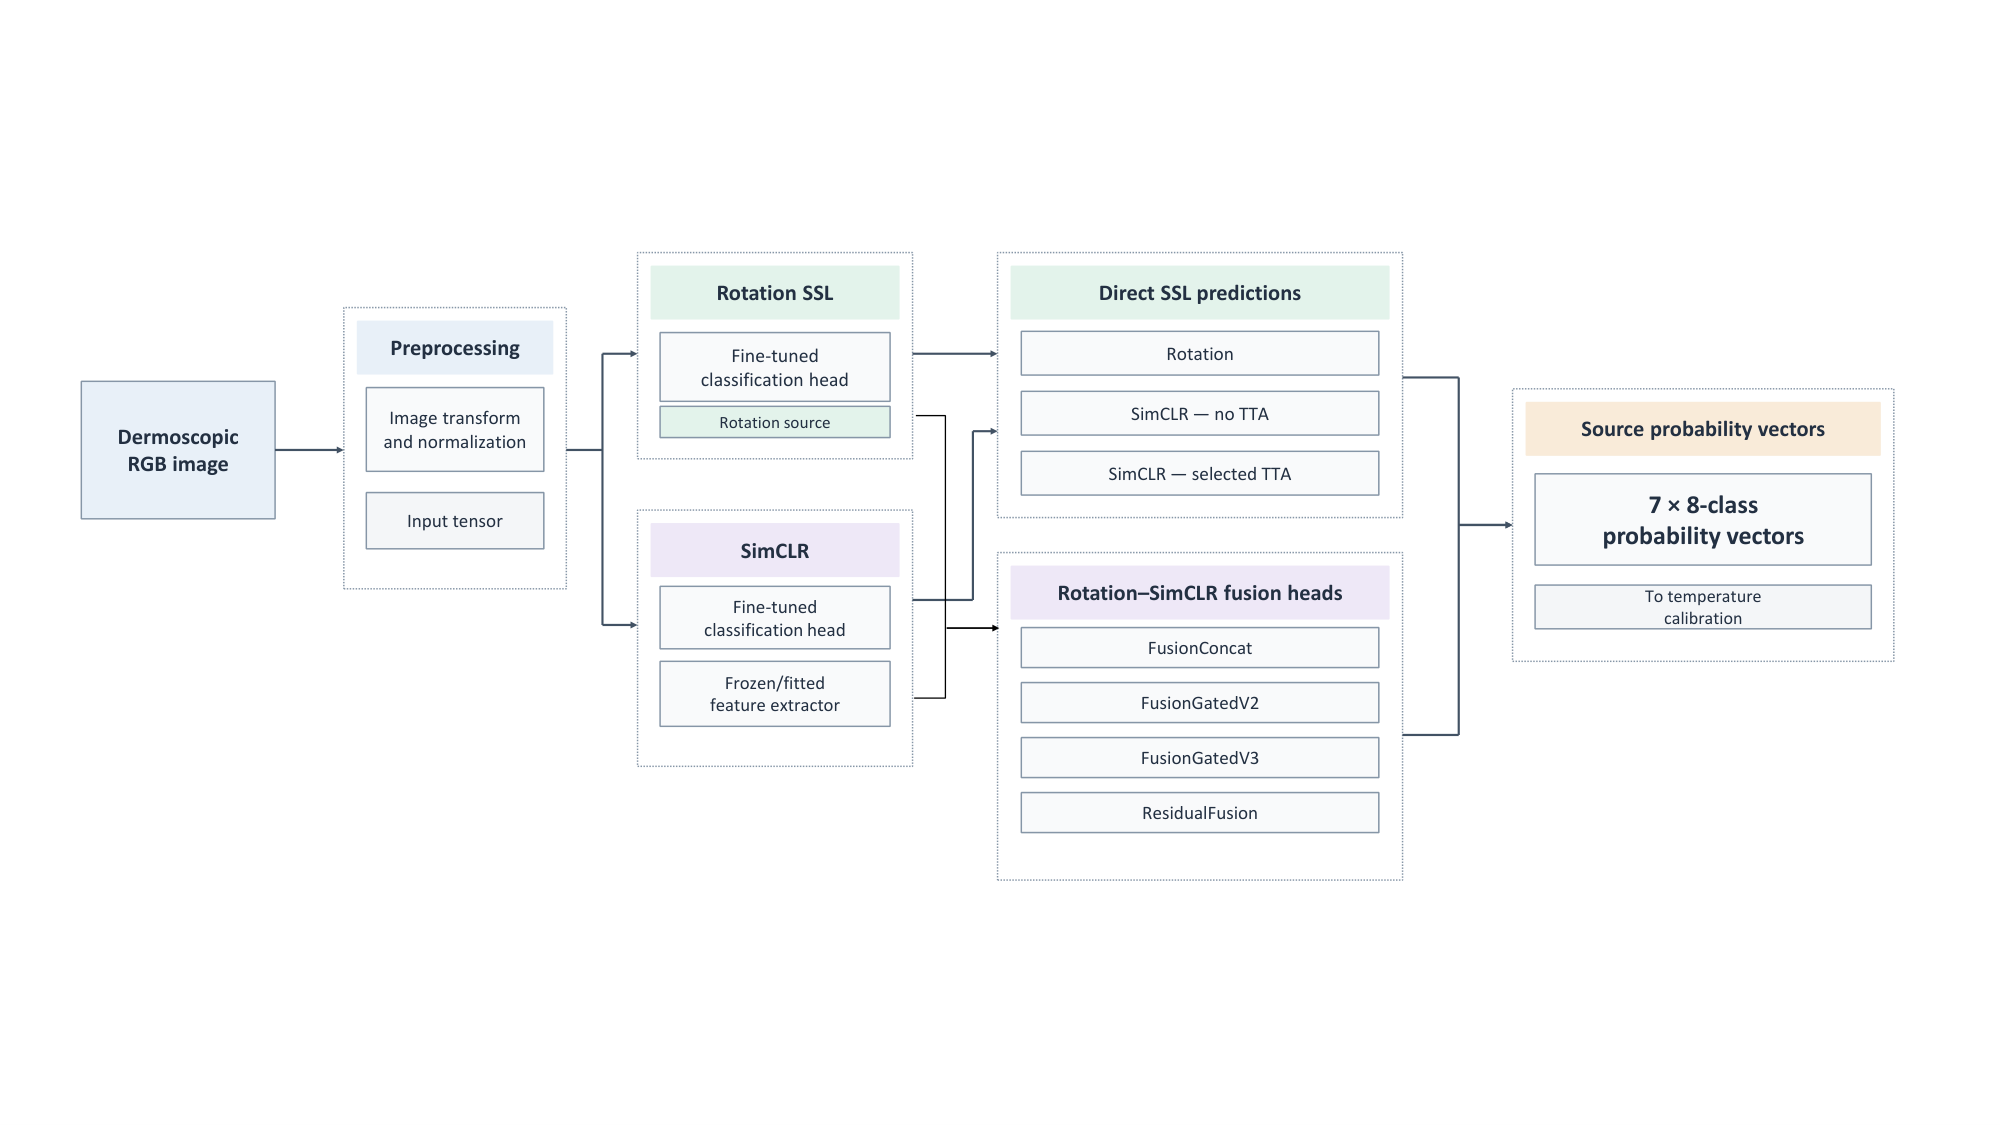 Dermoscopic
RGB image
Preprocessing
Image transform
and normalization
Input tensor
Rotation SSL
Fine-tuned
classification head
Rotation source
SimCLR
Fine-tuned
classification head
Frozen/fitted
feature extractor
Direct SSL predictions
Rotation
SimCLR — no TTA
SimCLR — selected TTA
Rotation–SimCLR fusion heads
FusionConcat
FusionGatedV2
FusionGatedV3
ResidualFusion
Source probability vectors
7 × 8-class
probability vectors
To temperature
calibration